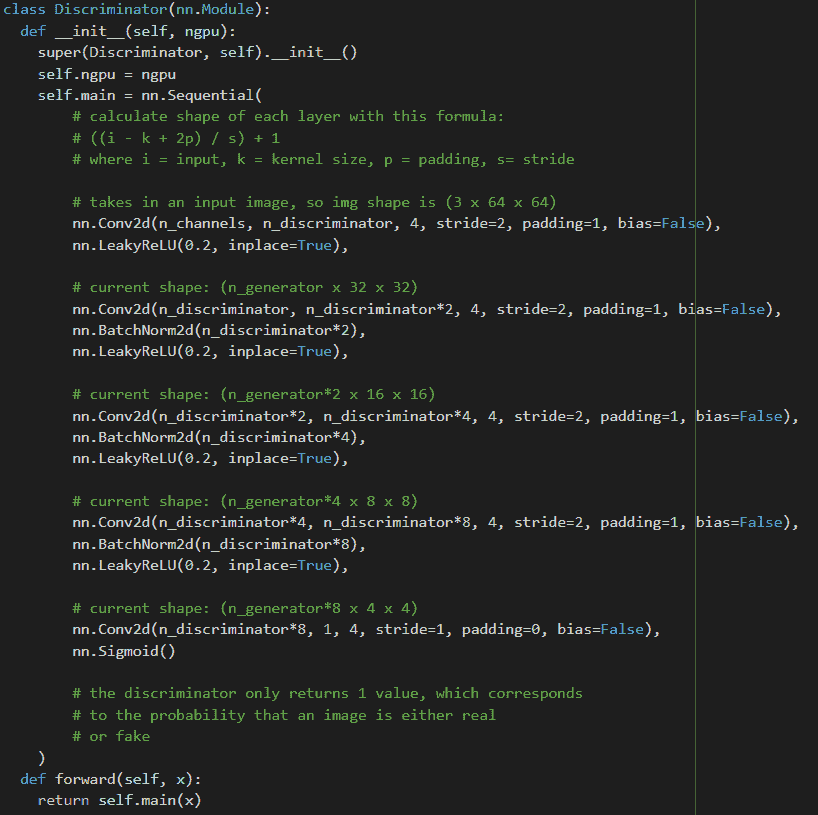 class Discriminator(nn.Module):
  def __init__(self, ngpu):
    super(Discriminator, self).__init__()
    self.ngpu = ngpu
    self.main = nn.Sequential(
        # calculate shape of each layer with this formula:
        # ((i - k + 2p) / s) + 1
        # where i = input, k = kernel size, p = padding, s= stride

        # takes in an input image, so img shape is (3 x 64 x 64)
        nn.Conv2d(n_channels, n_discriminator, 4, stride=2, padding=1, bias=False),
        nn.LeakyReLU(0.2, inplace=True),

        # current shape: (n_generator x 32 x 32)
        nn.Conv2d(n_discriminator, n_discriminator*2, 4, stride=2, padding=1, bias=False),
        nn.BatchNorm2d(n_discriminator*2),
        nn.LeakyReLU(0.2, inplace=True),

        # current shape: (n_generator*2 x 16 x 16)
        nn.Conv2d(n_discriminator*2, n_discriminator*4, 4, stride=2, padding=1, bias=False),
        nn.BatchNorm2d(n_discriminator*4),
        nn.LeakyReLU(0.2, inplace=True),

        # current shape: (n_generator*4 x 8 x 8)
        nn.Conv2d(n_discriminator*4, n_discriminator*8, 4, stride=2, padding=1, bias=False),
        nn.BatchNorm2d(n_discriminator*8),
        nn.LeakyReLU(0.2, inplace=True),

        # current shape: (n_generator*8 x 4 x 4)
        nn.Conv2d(n_discriminator*8, 1, 4, stride=1, padding=0, bias=False),
        nn.Sigmoid()

        # the discriminator only returns 1 value, which corresponds
        # to the probability that an image is either real
        # or fake
    )
  def forward(self, x):
    return self.main(x)